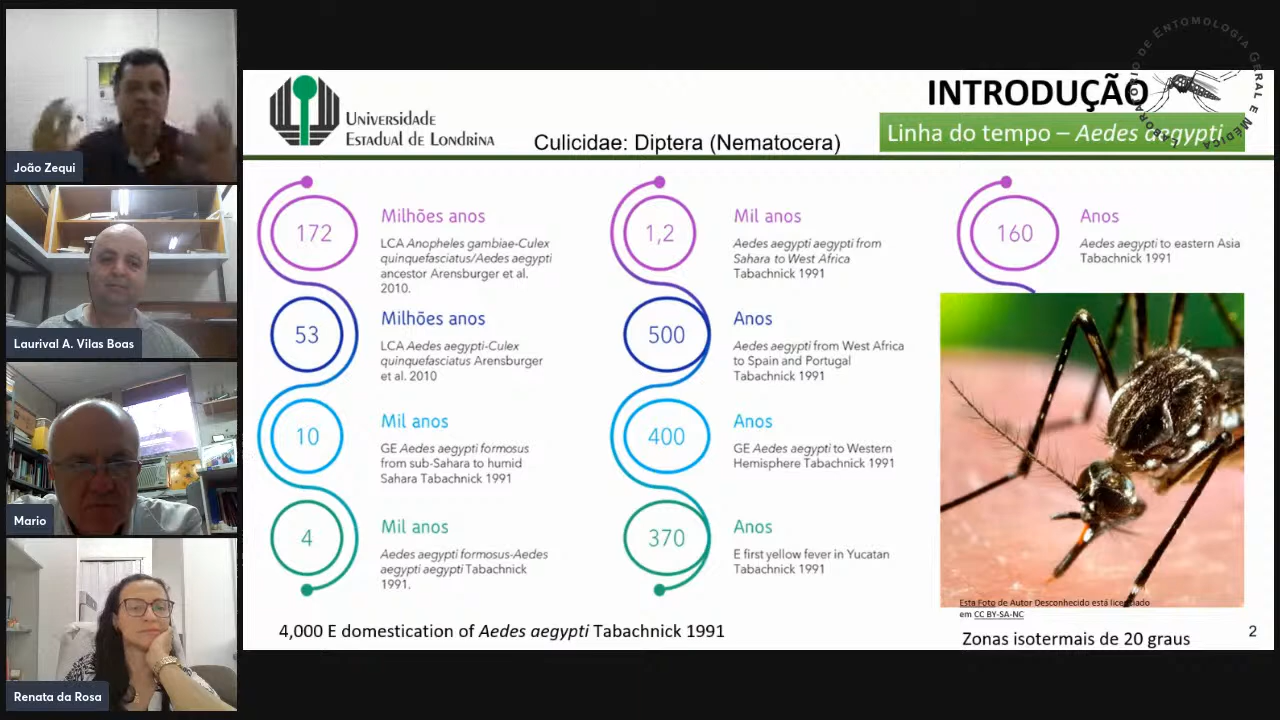 João Zequi
Laurival A. Vilas Boas
Mario
Renata da Rosa
Universidade
Estadual de Londrina
Culicidae: Diptera (Nematocera)
INTRODUÇÃO
Linha do tempo – Aedes aegypti
LABORATÓRIO DE ENTOMOLOGIA GERAL E MÉDICA
172
Milhões anos
LCA Anopheles gambiae-Culex
quinquefasciatus/Aedes aegypti
ancestor Arensburger et al.
2010.
53
Milhões anos
LCA Aedes aegypti-Culex
quinquefasciatus Arensburger
et al. 2010
10
Mil anos
GE Aedes aegypti formosus
from sub-Sahara to humid
Sahara Tabachnick 1991
4
Mil anos
Aedes aegypti formosus-Aedes
aegypti aegypti Tabachnick
1991.
1,2
Mil anos
Aedes aegypti aegypti from
Sahara to West Africa
Tabachnick 1991
500
Anos
Aedes aegypti from West Africa
to Spain and Portugal
Tabachnick 1991
400
Anos
GE Aedes aegypti to Western
Hemisphere Tabachnick 1991
370
Anos
E first yellow fever in Yucatan
Tabachnick 1991
160
Anos
Aedes aegypti to eastern Asia
Tabachnick 1991
Esta Foto de Autor Desconhecido está licenciado
em CC BY-SA-NC
4,000 E domestication of Aedes aegypti Tabachnick 1991
Zonas isotermais de 20 graus
2